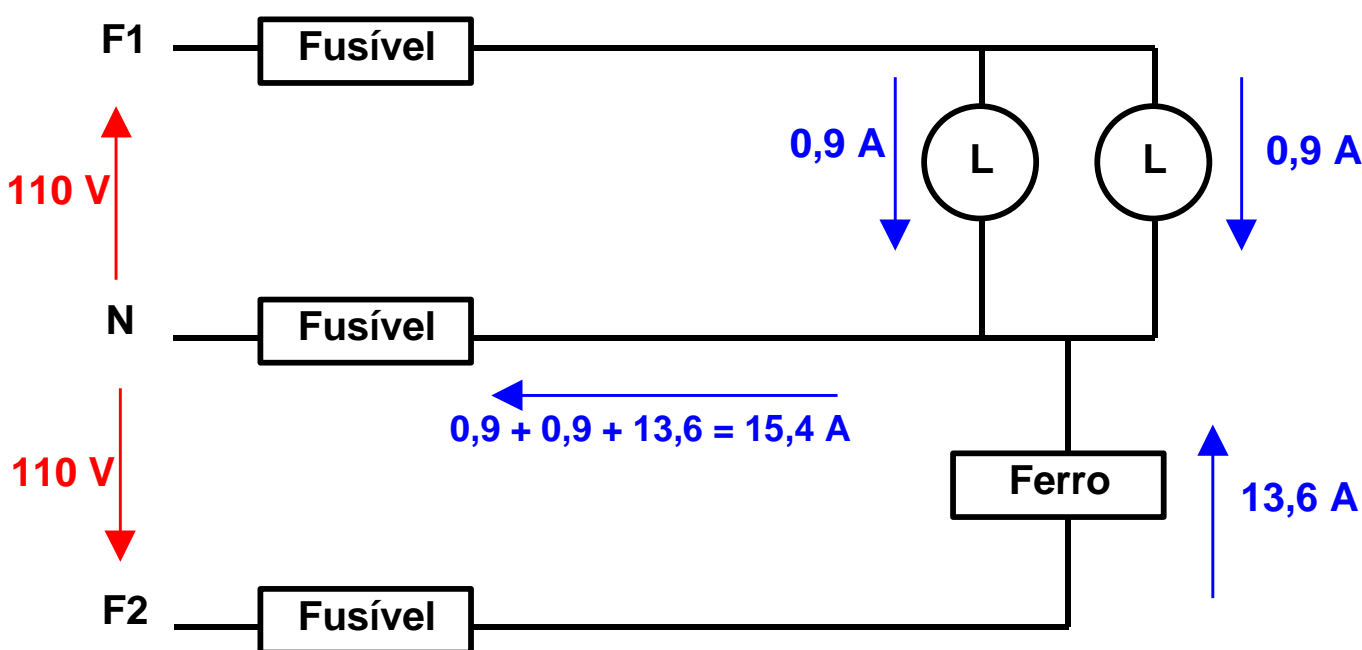 F1
Fusível
0,9 A
L
L
0,9 A
110 V
N
Fusível
0,9 + 0,9 + 13,6 = 15,4 A
110 V
Ferro
13,6 A
F2
Fusível